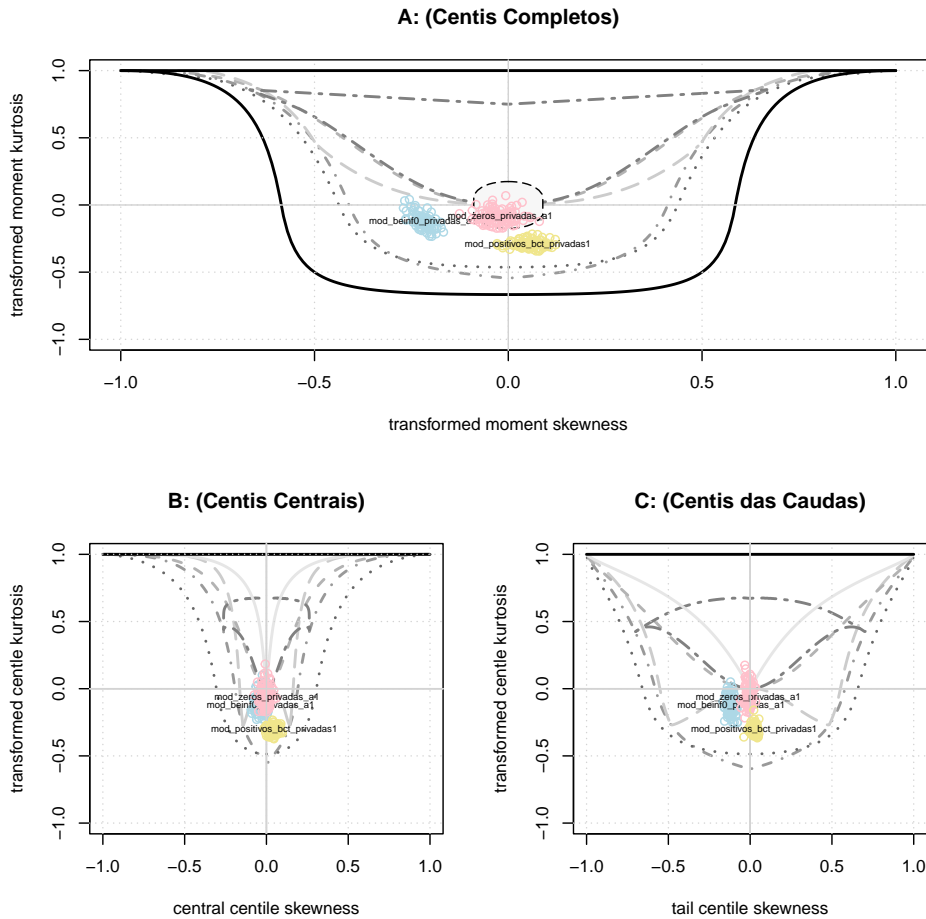 A: (Centis Completos)
transformed moment kurtosis
1.0
0.5
0.0
−0.5
−1.0
mod_beinf0_privadas_a
mod_zeros_privadas_a1
mod_positivos_bct_privadas1
−1.0 −0.5 0.0 0.5 1.0
transformed moment skewness
B: (Centis Centrais)
transformed centile kurtosis
1.0
0.5
0.0
−0.5
−1.0
mod_zeros_privadas_a1
mod_beinf0_privadas_a1
mod_positivos_bct_privadas1
−1.0 −0.5 0.0 0.5 1.0
central centile skewness
C: (Centis das Caudas)
transformed centile kurtosis
1.0
0.5
0.0
−0.5
−1.0
mod_zeros_privadas_a1
mod_beinf0_privadas_a1
mod_positivos_bct_privadas1
−1.0 −0.5 0.0 0.5 1.0
tail centile skewness